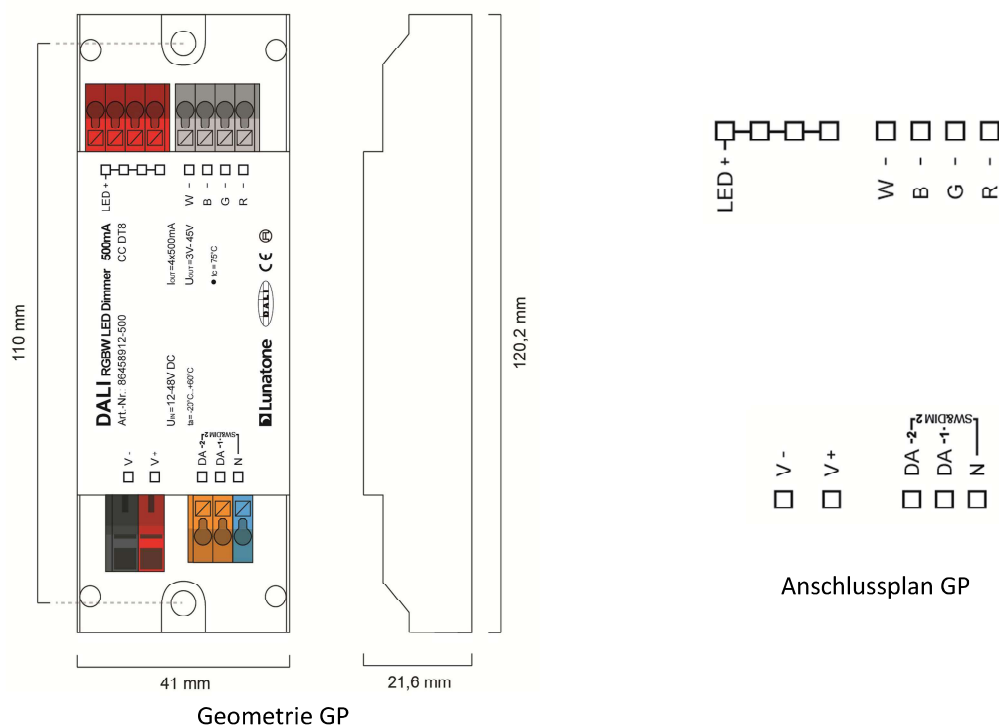 LED +
W -
B -
G -
R -
DALI RGBW LED Dimmer 500mA
Art.-Nr.: 86458912-500 CC DT8
UIN=12-48V DC IOUT=4x500mA
ta= -20°C...+60°C UOUT=3V- 45V
● tc = 75°C
Lunatone DALI CE
V -
V +
DA -2-
DA -1-
N
SW&DIM 2
110 mm
120,2 mm
41 mm
21,6 mm
Geometrie GP
LED +
W -
B -
G -
R -
V -
V +
DA -2-
DA -1-
N
SW&DIM 2
Anschlussplan GP